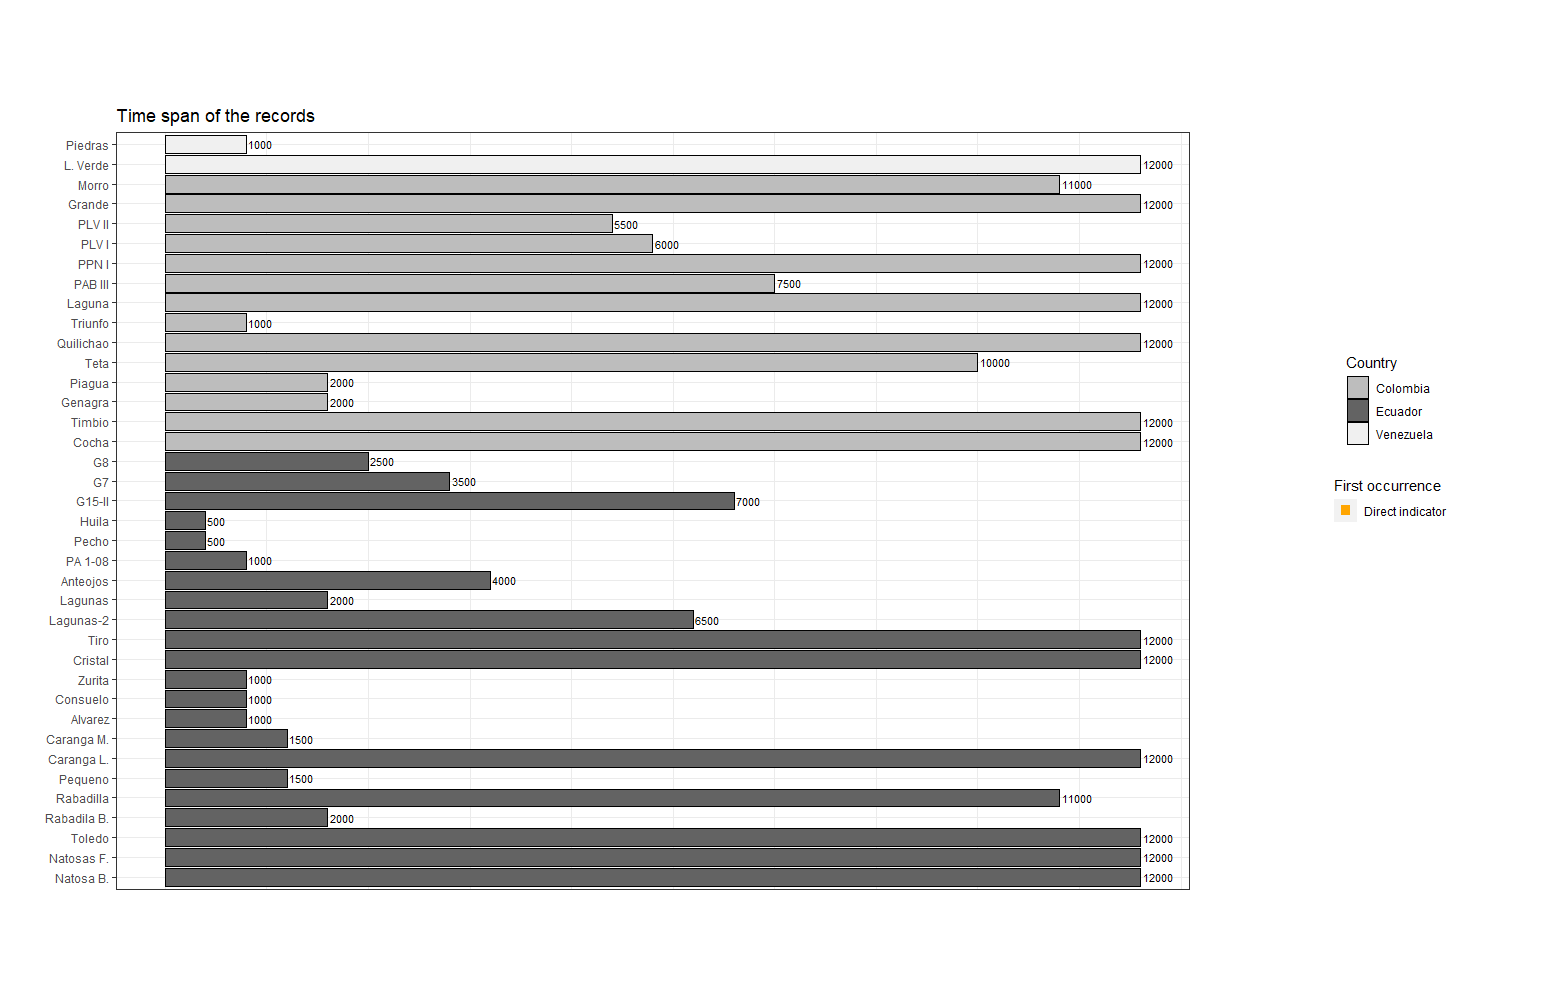 Time span of the records
Piedras 1000
L. Verde 12000
Morro 11000
Grande 12000
PLV II 5500
PLV I 6000
PPN I 12000
PAB III 7500
Laguna 12000
Triunfo 1000
Quilichao 12000
Teta 10000
Piagua 2000
Genagra 2000
Timbio 12000
Cocha 12000
G8 2500
G7 3500
G15-II 7000
Huila 500
Pecho 500
PA 1-08 1000
Anteojos 4000
Lagunas 2000
Lagunas-2 6500
Tiro 12000
Cristal 12000
Zurita 1000
Consuelo 1000
Alvarez 1000
Caranga M. 1500
Caranga L. 12000
Pequeno 1500
Rabadilla 11000
Rabadila B. 2000
Toledo 12000
Natosas F. 12000
Natosa B. 12000
Country
Colombia
Ecuador
Venezuela
First occurrence
Direct indicator